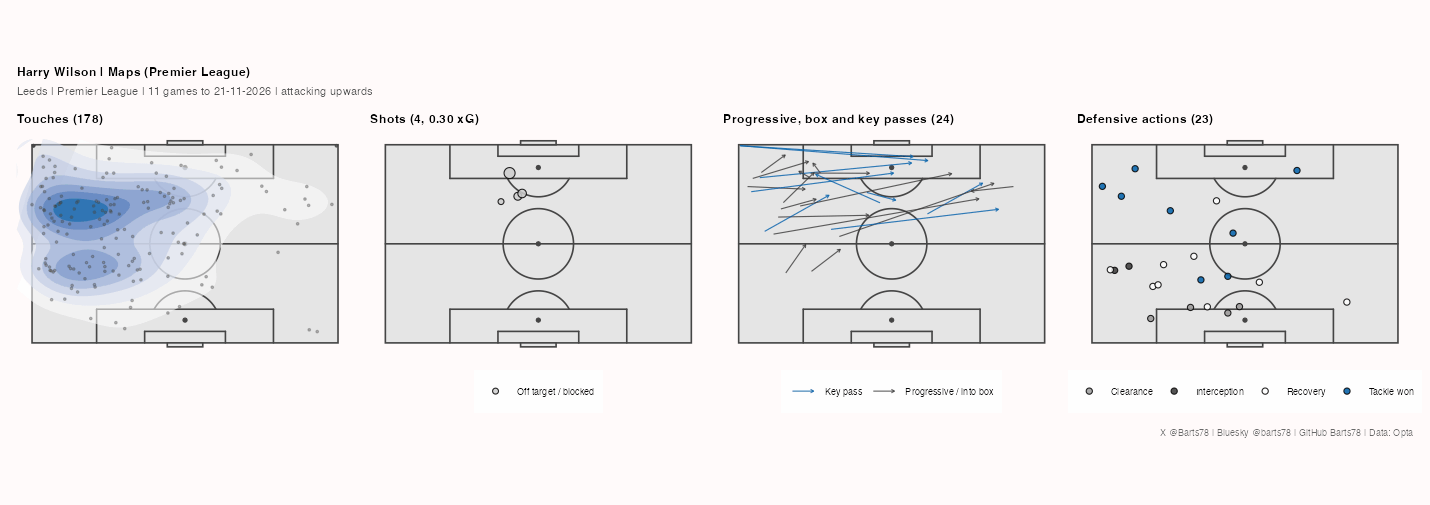 Harry Wilson | Maps (Premier League)
Leeds | Premier League | 11 games to 21-11-2026 | attacking upwards
Touches (178)
Shots (4, 0.30 xG)
Progressive, box and key passes (24)
Defensive actions (23)
Off target / blocked
Key pass
Progressive / into box
Clearance
Interception
Recovery
Tackle won
X @Barts78 | Bluesky @barts78 | GitHub Barts78 | Data: Opta